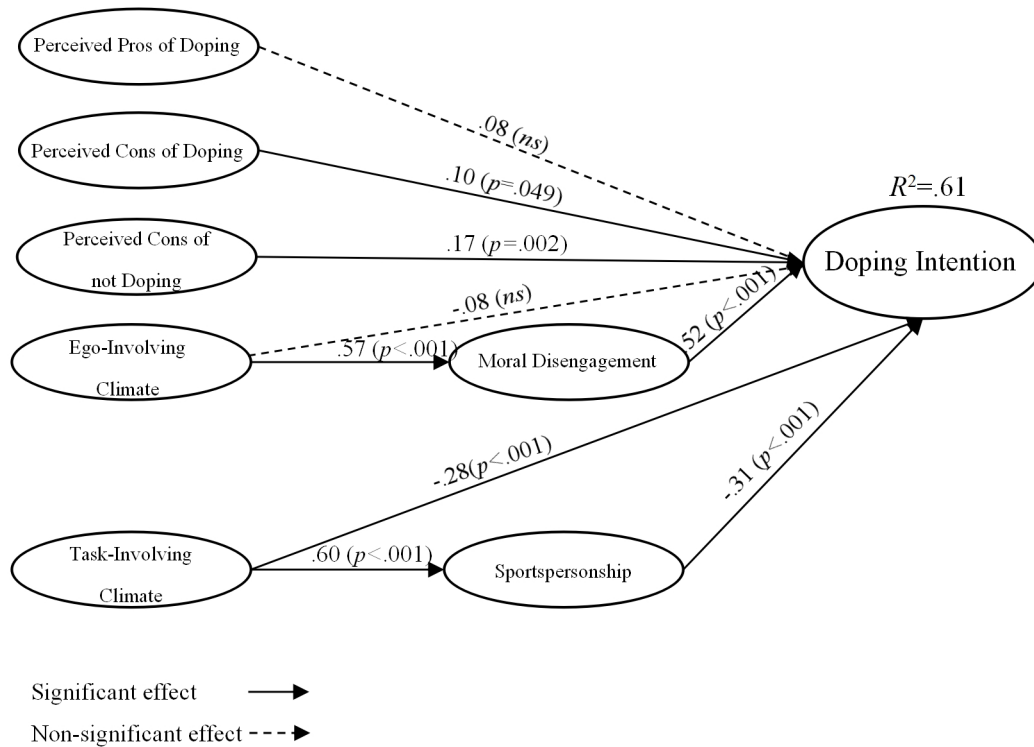 Perceived Pros of Doping
.08 (ns)
Perceived Cons of Doping
.10 (p=.049)
R²=.61
Perceived Cons of
not Doping
.17 (p=.002)
Doping Intention
-.08 (ns)
Ego-Involving
Climate
.57 (p<.001)
Moral Disengagement
.52 (p<.001)
-.28(p<.001)
-.31 (p<.001)
Task-Involving
Climate
.60 (p<.001)
Sportspersonship
Significant effect
Non-significant effect